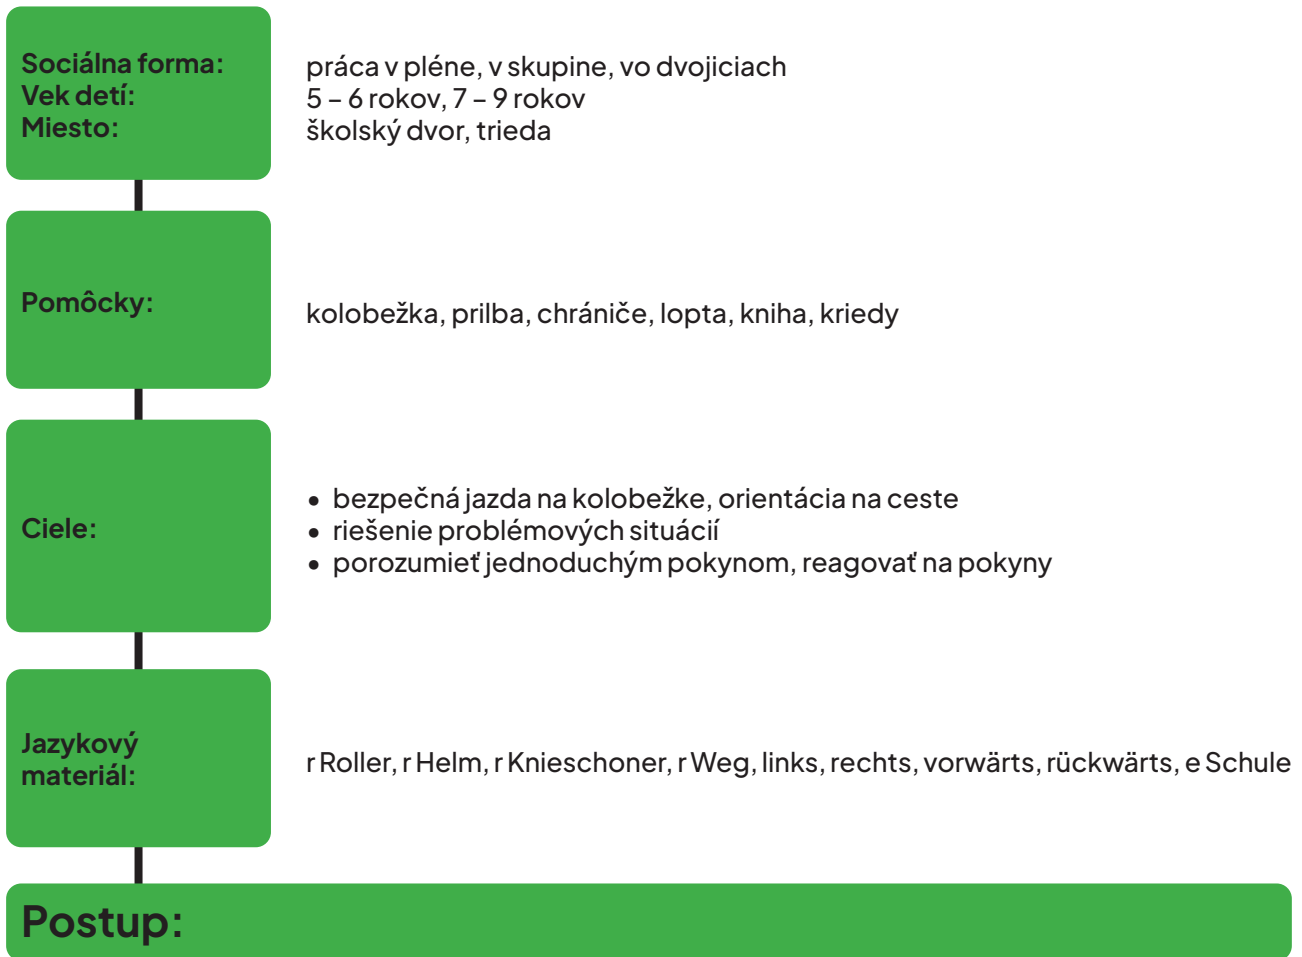 Sociálna forma: práca v pléne, v skupine, vo dvojiciach
Vek detí: 5 – 6 rokov, 7 – 9 rokov
Miesto: školský dvor, trieda
Pomôcky: kolobežka, prilba, chrániče, lopta, kniha, kriedy
Ciele:
• bezpečná jazda na kolobežke, orientácia na ceste
• riešenie problémových situácií
• porozumieť jednoduchým pokynom, reagovať na pokyny
Jazykový
materiál:
r Roller, r Helm, r Knieschoner, r Weg, links, rechts, vorwärts, rückwärts, e Schule
Postup: